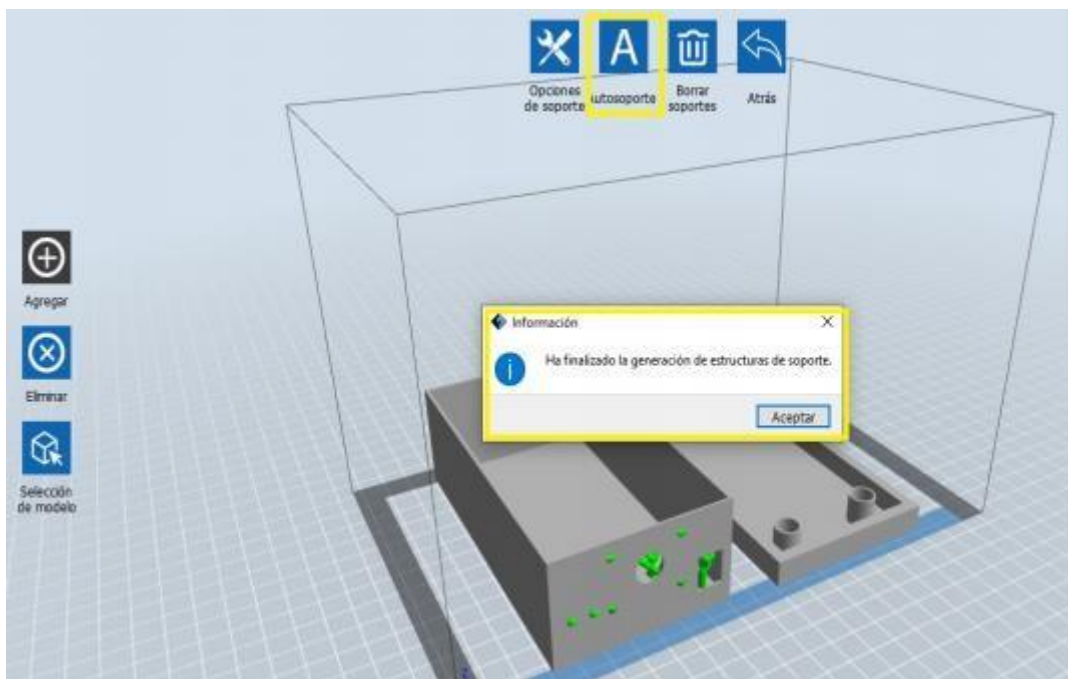 A
Opciones
de soporte
utosoporte
Borrar
soportes
Atrás
Agregar
Eliminar
Selección
de modelo
Información
Ha finalizado la generación de estructuras de soporte.
Aceptar